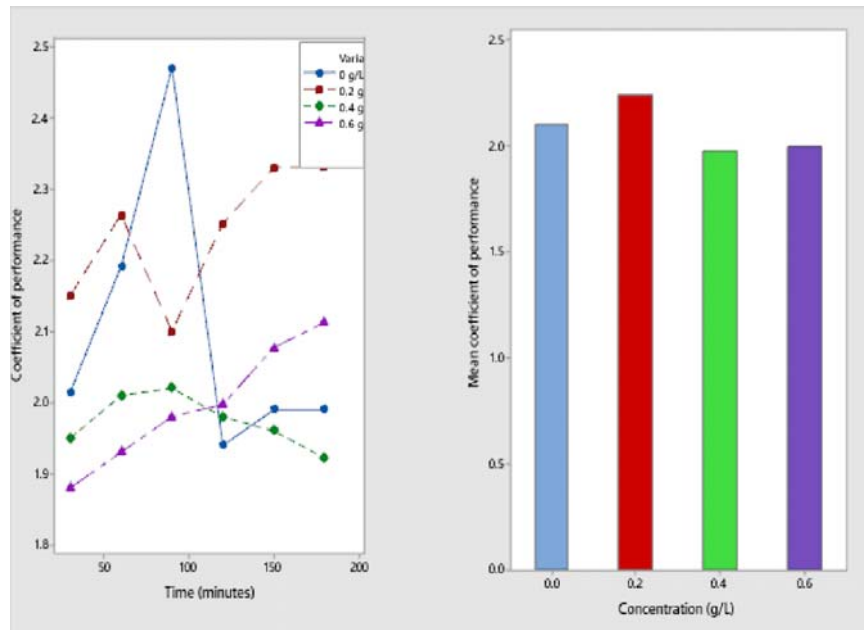 2.5
2.4
2.3
2.2
2.1
2.0
1.9
1.8
Coefficient of performance
50
100
150
200
Time (minutes)
Varia
0 g/L
0.2 g
0.4 g
0.6 g
2.5
2.0
1.5
1.0
0.5
0.0
Mean coefficient of performance
0.0
0.2
0.4
0.6
Concentration (g/L)